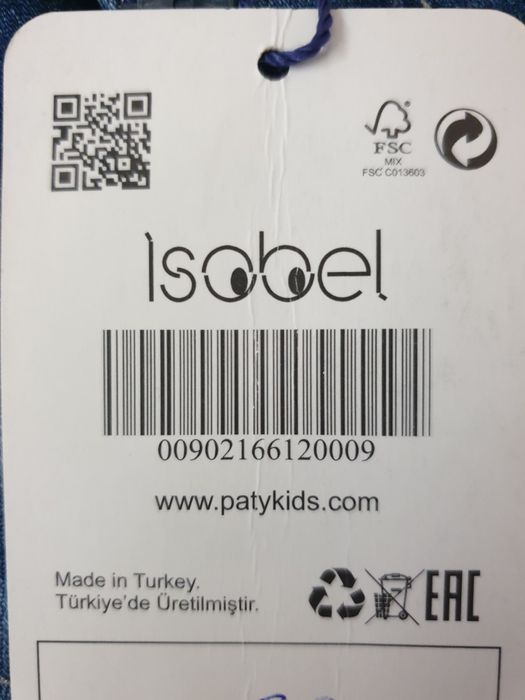 FSC
MIX
FSC C013603
isobel
00902166120009
www.patykids.com
Made in Turkey.
Türkiye'de Üretilmiştir.
EAC